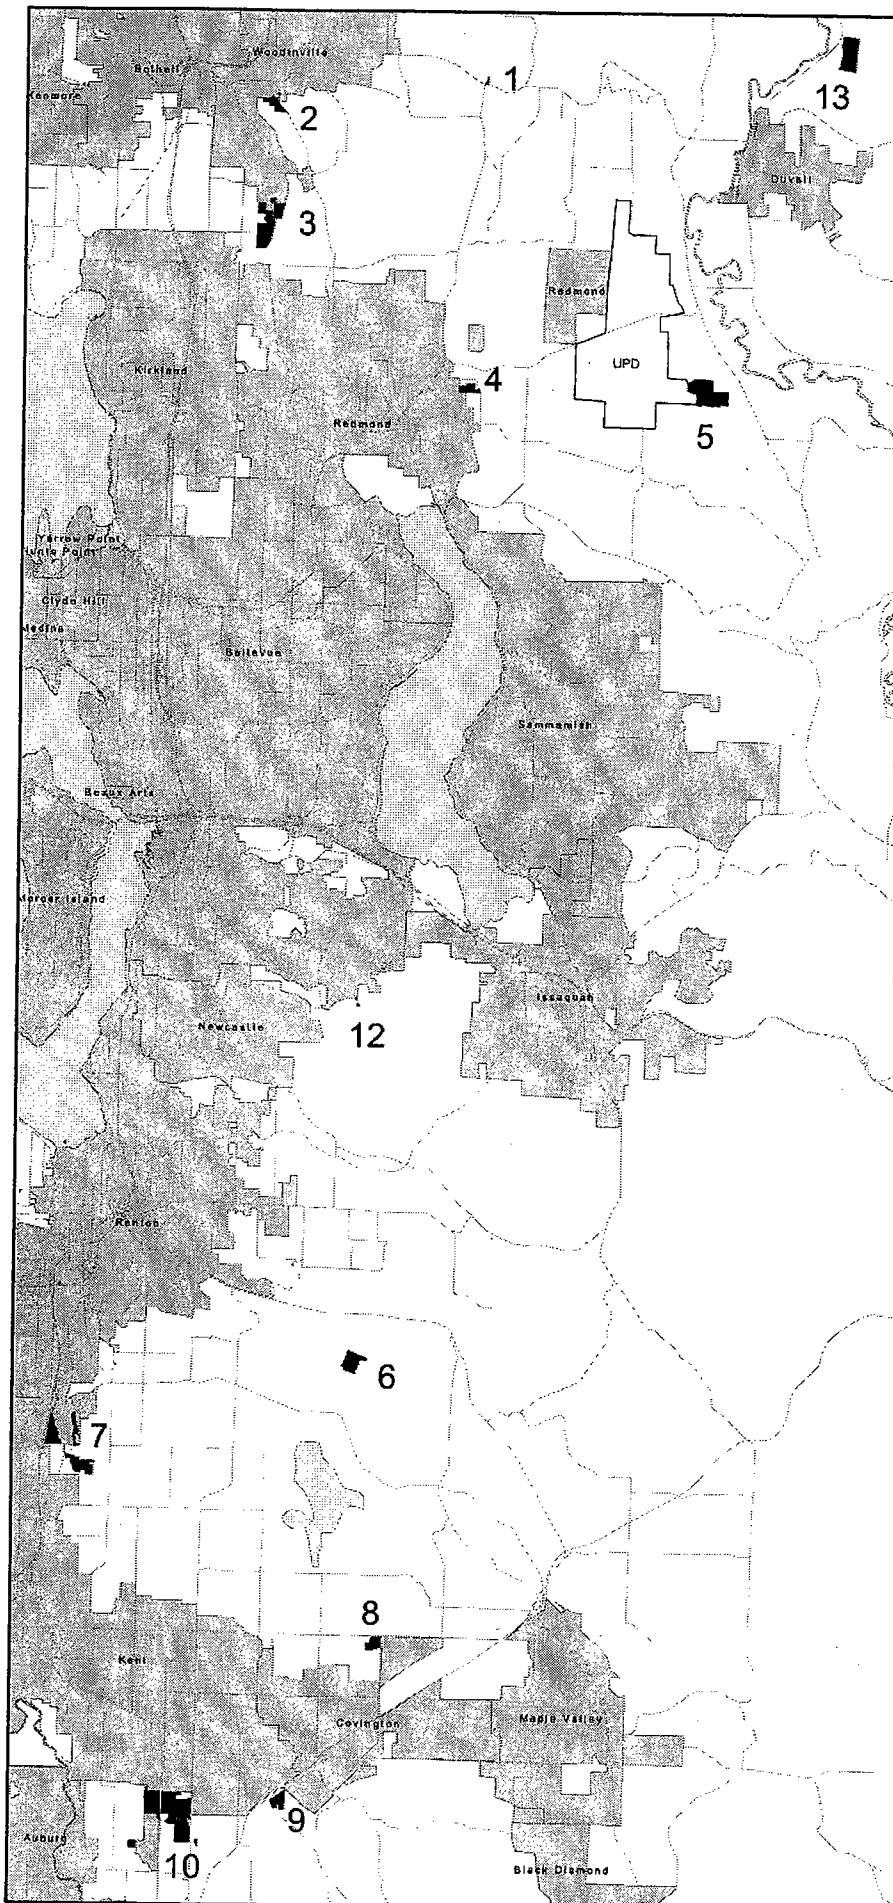 Woodinville
1
Bothell
13
Kenmore
2
Duvall
3
Redmond
Kirkland
UPD
4
Redmond
5
Yarrow Point
Hunts Point
Clyde Hill
Medina
Bellevue
Sammamish
Beaux Arts
Mercer Island
Issaquah
12
Newcastle
Renton
6
7
8
Kent
Covington
Maple Valley
9
Auburn
10
Black Diamond